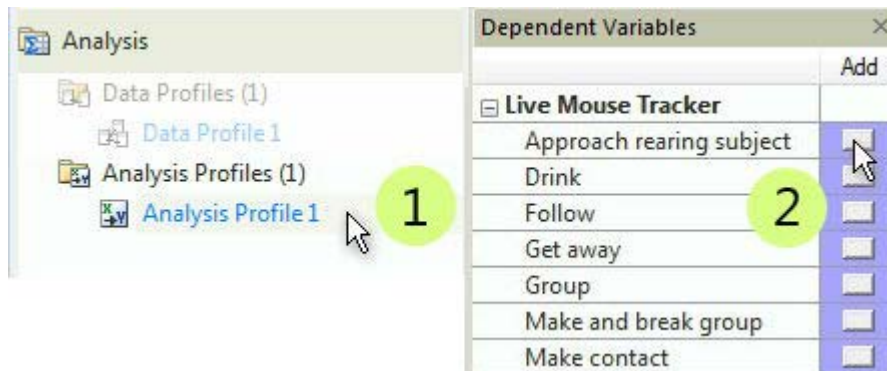 Analysis
Data Profiles (1)
Data Profile 1
Analysis Profiles (1)
Analysis Profile 1
1
Dependent Variables
Add
Live Mouse Tracker
Approach rearing subject
Drink
Follow
2
Get away
Group
Make and break group
Make contact